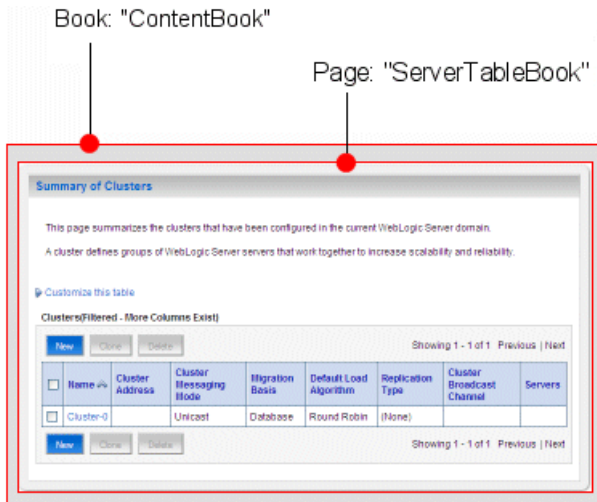 Book: "ContentBook"
Page: "ServerTableBook"
Summary of Clusters
This page summarizes the clusters that have been configured in the current WebLogic Server domain.
A cluster defines groups of WebLogic Server servers that work together to increase scalability and reliability.
Customize this table
Clusters(Filtered - More Columns Exist)
New Clone Delete Showing 1 - 1 of 1 Previous | Next
Name Cluster Address Cluster Messaging Mode Migration Basis Default Load Algorithm Replication Type Cluster Broadcast Channel Servers
Cluster-0 Unicast Database Round Robin (None)
New Clone Delete Showing 1 - 1 of 1 Previous | Next